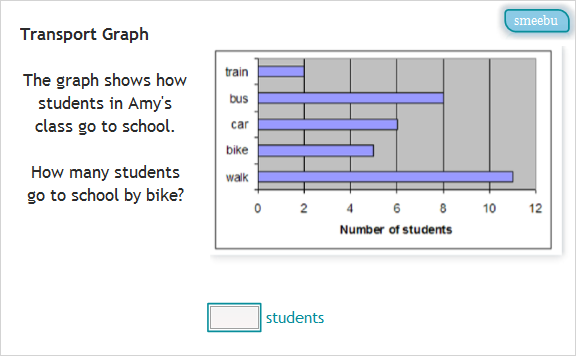 smeebu
Transport Graph
The graph shows how
students in Amy's
class go to school.
How many students
go to school by bike?
train
bus
car
bike
walk
0 2 4 6 8 10 12
Number of students
students